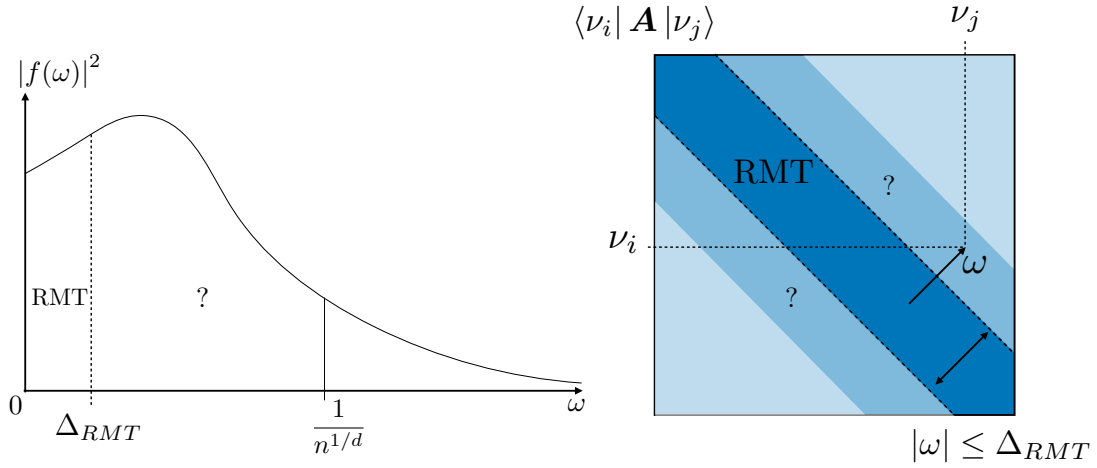 |f(ω)|²
RMT
?
0
Δ_{RMT}
1/n^{1/d}
ω
⟨ν_i| A |ν_j⟩
ν_j
RMT
?
ν_i
ω
?
|ω| ≤ Δ_{RMT}